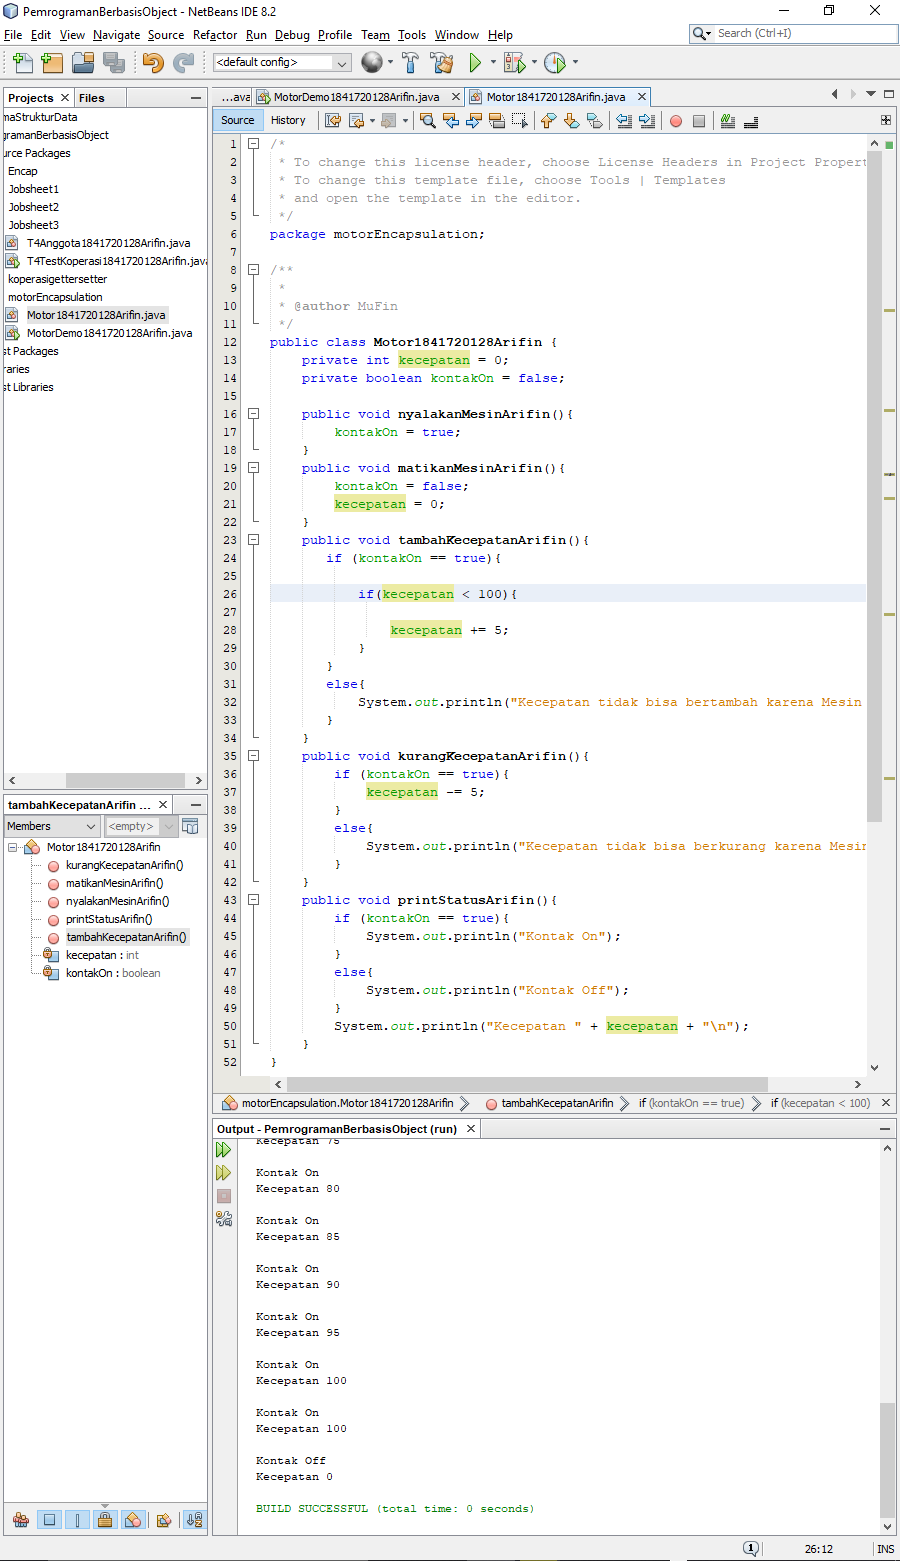 PemrogramanBerbasisObject - NetBeans IDE 8.2
File Edit View Navigate Source Refactor Run Debug Profile Team Tools Window Help
Search (Ctrl+I)
<default config>
Projects Files
maStrukturData
gramanBerbasisObject
urce Packages
Encap
Jobsheet1
Jobsheet2
Jobsheet3
T4Anggota1841720128Arifin.java
T4TestKoperasi1841720128Arifin.java
koperasigettersetter
motorEncapsulation
Motor1841720128Arifin.java
MotorDemo1841720128Arifin.java
st Packages
raries
st Libraries
tambahKecepatanArifin ...
Members <empty>
Motor1841720128Arifin
kurangKecepatanArifin()
matikanMesinArifin()
nyalakanMesinArifin()
printStatusArifin()
tambahKecepatanArifin()
kecepatan : int
kontakOn : boolean
...ava MotorDemo1841720128Arifin.java Motor1841720128Arifin.java
Source History
1 /*
2 * To change this license header, choose License Headers in Project Propert
3 * To change this template file, choose Tools | Templates
4 * and open the template in the editor.
5 */
6 package motorEncapsulation;
7
8 /**
9 *
10 * @author MuFin
11 */
12 public class Motor1841720128Arifin {
13 private int kecepatan = 0;
14 private boolean kontakOn = false;
15
16 public void nyalakanMesinArifin(){
17 kontakOn = true;
18 }
19 public void matikanMesinArifin(){
20 kontakOn = false;
21 kecepatan = 0;
22 }
23 public void tambahKecepatanArifin(){
24 if (kontakOn == true){
25
26 if(kecepatan < 100){
27
28 kecepatan += 5;
29 }
30 }
31 else{
32 System.out.println("Kecepatan tidak bisa bertambah karena Mesin
33 }
34 }
35 public void kurangKecepatanArifin(){
36 if (kontakOn == true){
37 kecepatan -= 5;
38 }
39 else{
40 System.out.println("Kecepatan tidak bisa berkurang karena Mesin
41 }
42 }
43 public void printStatusArifin(){
44 if (kontakOn == true){
45 System.out.println("Kontak On");
46 }
47 else{
48 System.out.println("Kontak Off");
49 }
50 System.out.println("Kecepatan " + kecepatan + "\n");
51 }
52 }
motorEncapsulation.Motor1841720128Arifin tambahKecepatanArifin if (kontakOn == true) if (kecepatan < 100)
Output - PemrogramanBerbasisObject (run)
Kecepatan 75
Kontak On
Kecepatan 80
Kontak On
Kecepatan 85
Kontak On
Kecepatan 90
Kontak On
Kecepatan 95
Kontak On
Kecepatan 100
Kontak On
Kecepatan 100
Kontak Off
Kecepatan 0
BUILD SUCCESSFUL (total time: 0 seconds)
1 26:12 INS